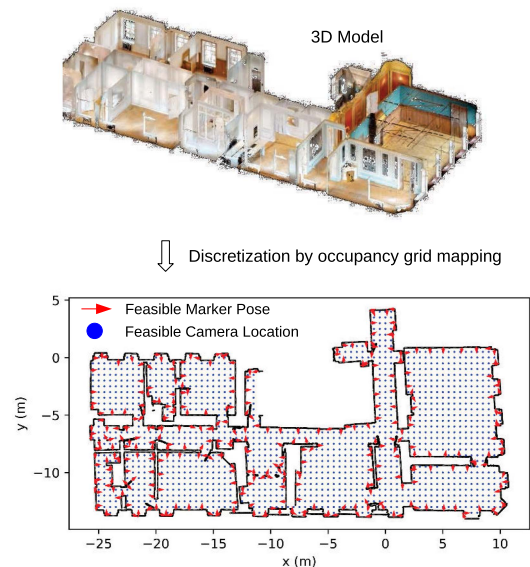 3D Model
Discretization by occupancy grid mapping
5
Feasible Marker Pose
Feasible Camera Location
0
y (m)
−5
−10
−25 −20 −15 −10 −5 0 5 10
x (m)